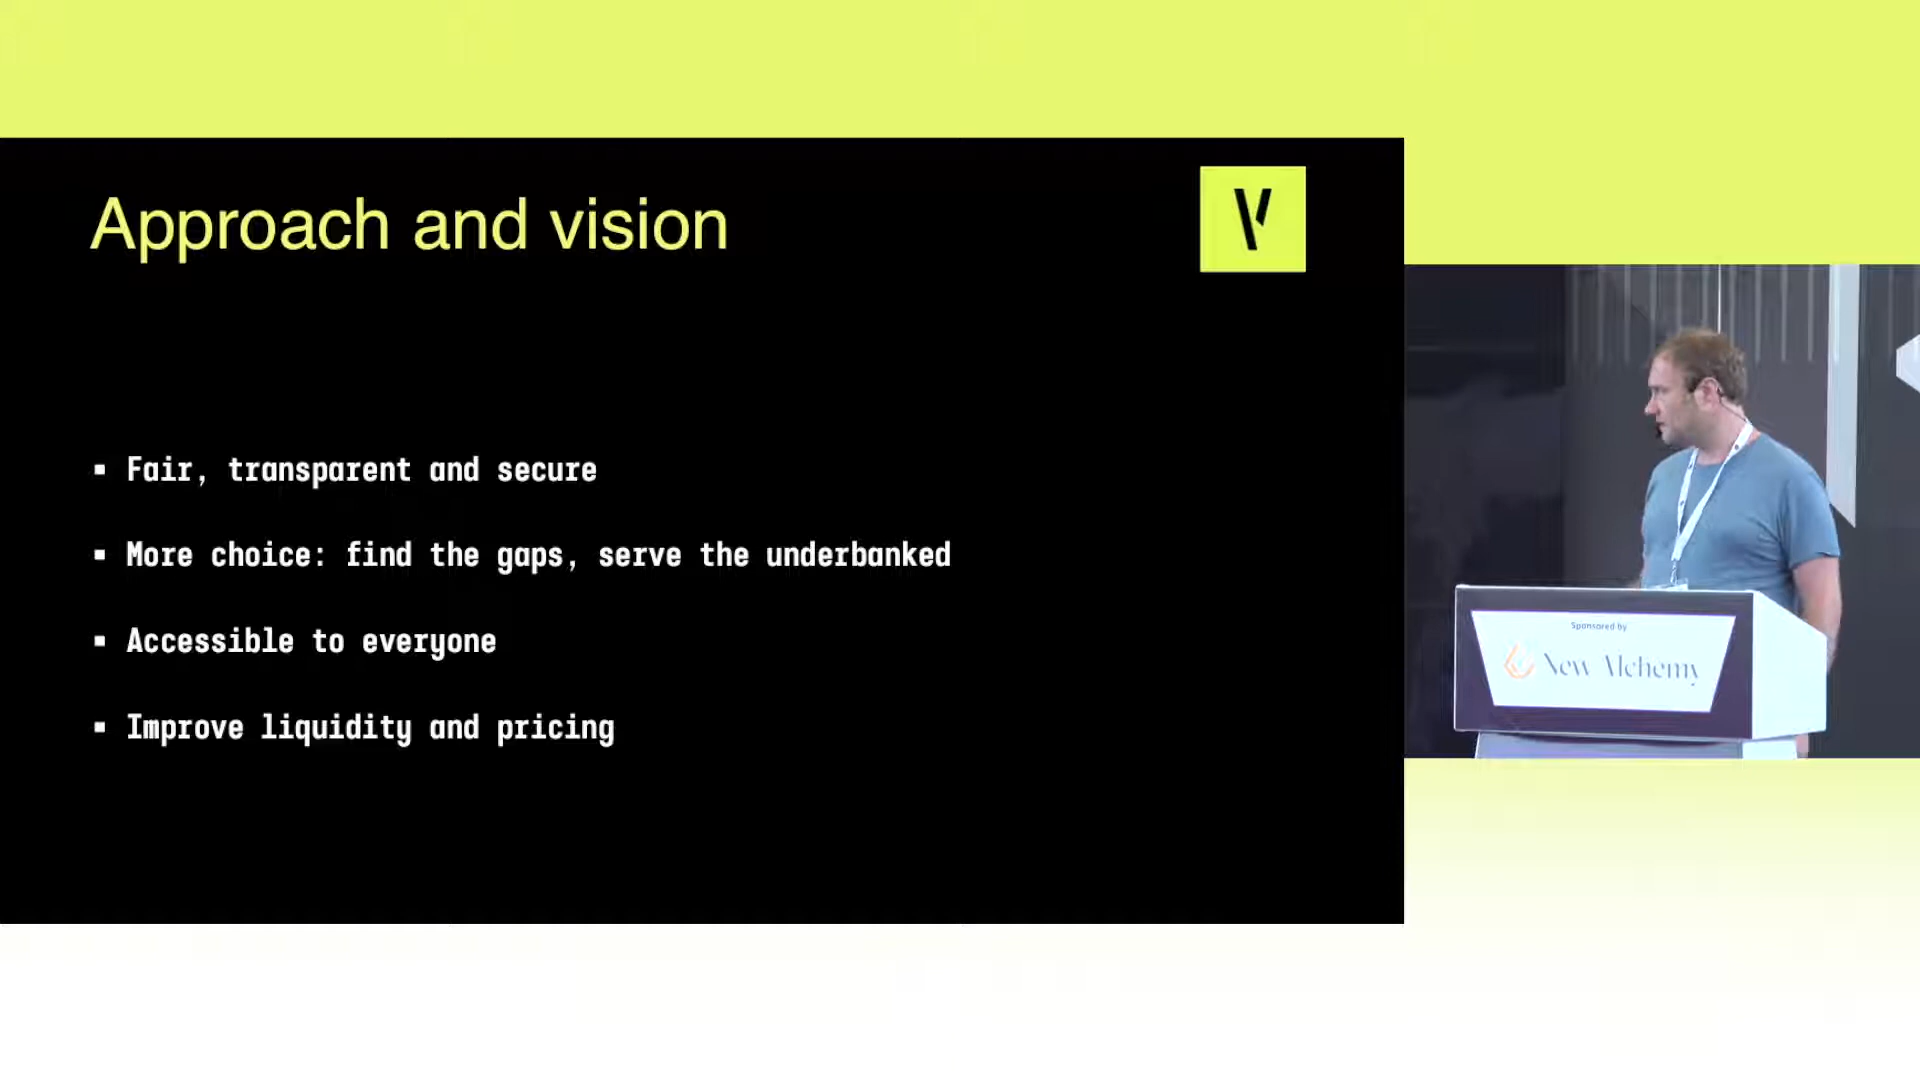 Approach and vision
▪ Fair, transparent and secure
▪ More choice: find the gaps, serve the underbanked
▪ Accessible to everyone
▪ Improve liquidity and pricing
Sponsored by
New Alchemy